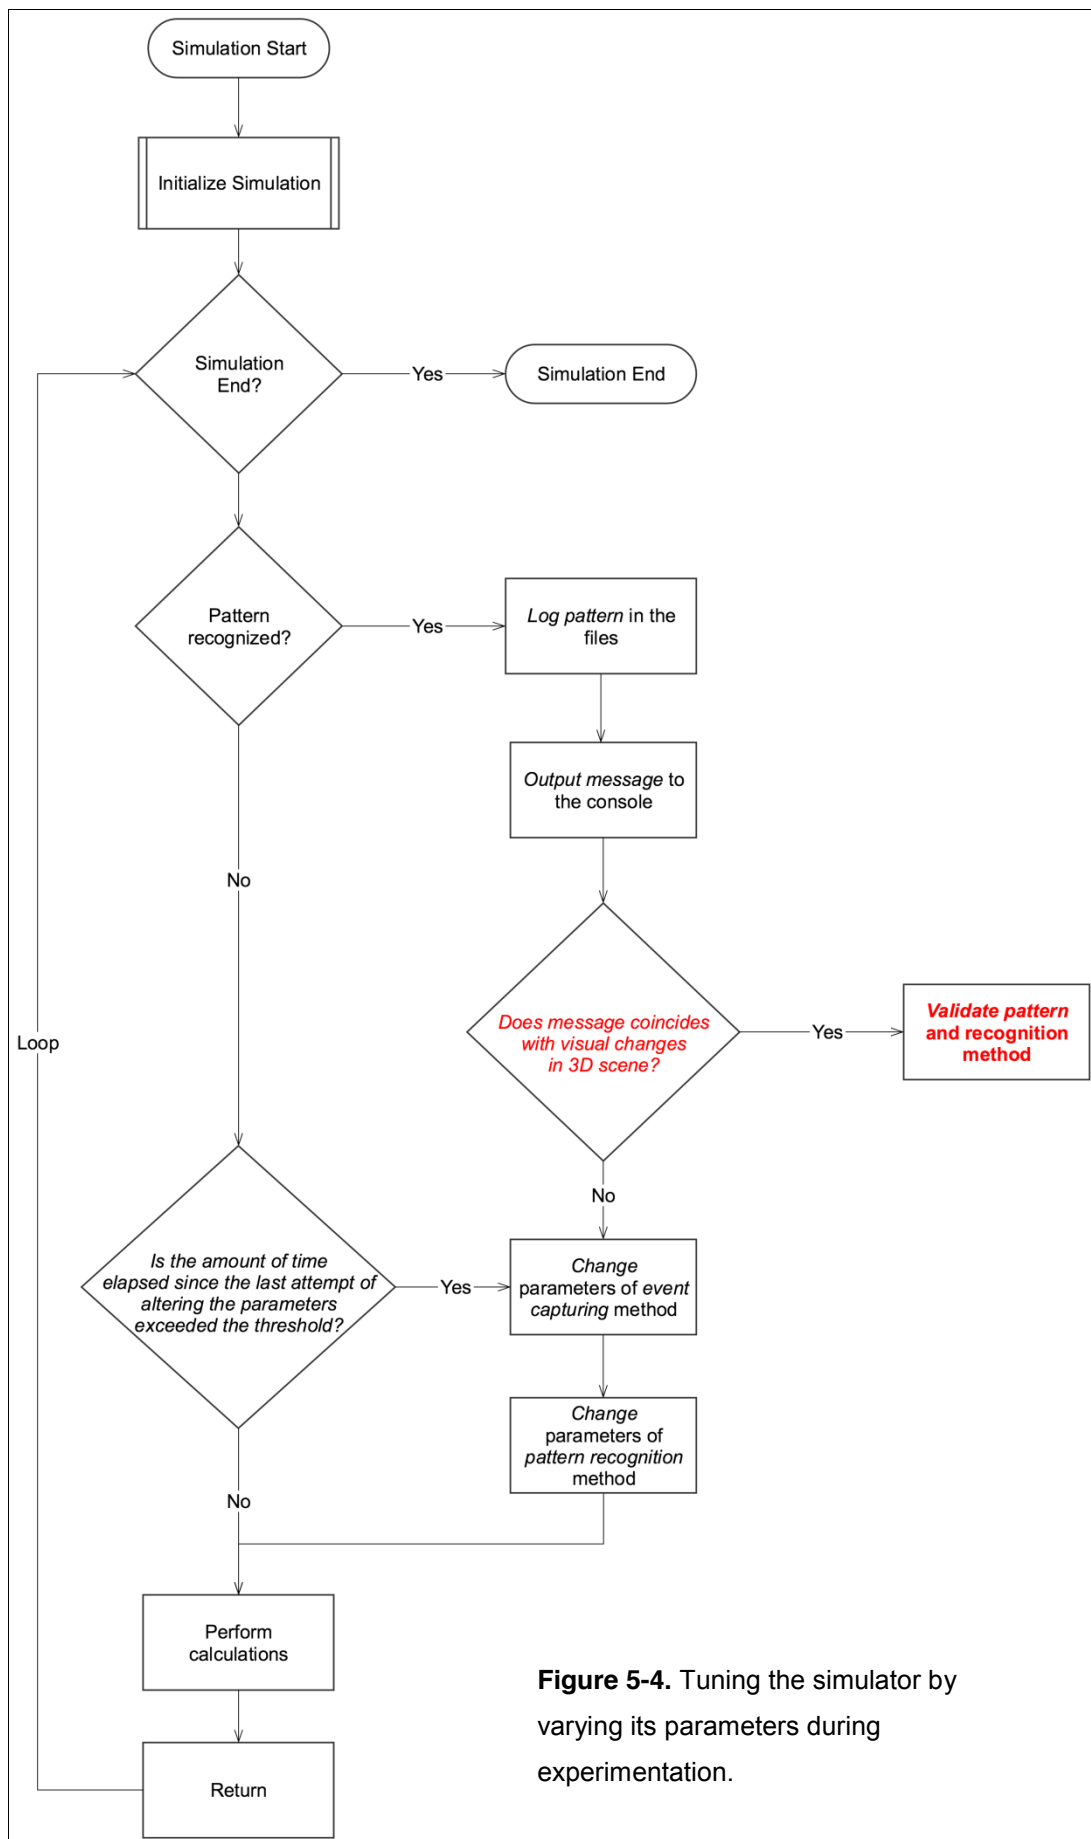 Simulation Start
Initialize Simulation
Simulation
End?
Yes
Simulation End
Pattern
recognized?
Yes
Log pattern in the
files
Output message to
the console
No
Does message coincides
with visual changes
in 3D scene?
Yes
Validate pattern
and recognition
method
Loop
No
Is the amount of time
elapsed since the last attempt of
altering the parameters
exceeded the threshold?
Yes
Change
parameters of event
capturing method
Change
parameters of
pattern recognition
method
No
Perform
calculations
Return
Figure 5-4. Tuning the simulator by
varying its parameters during
experimentation.